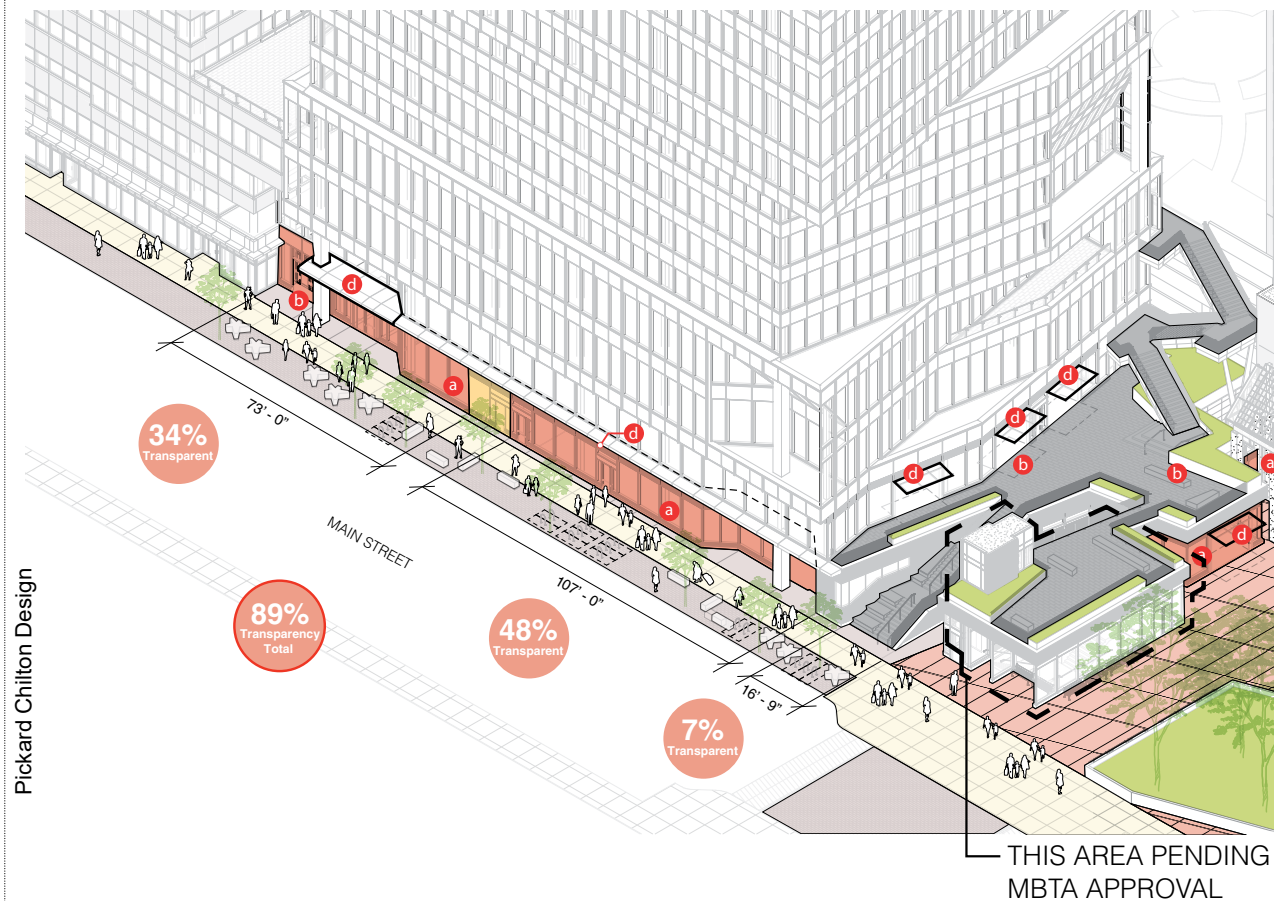 Pickard Chilton Design
d
b
73' - 0"
a
34%
Transparent
d
d
d
d
b
b
a
a
d
a
MAIN STREET
107' - 0"
89%
Transparency
Total
48%
Transparent
16' - 9"
7%
Transparent
THIS AREA PENDING
MBTA APPROVAL